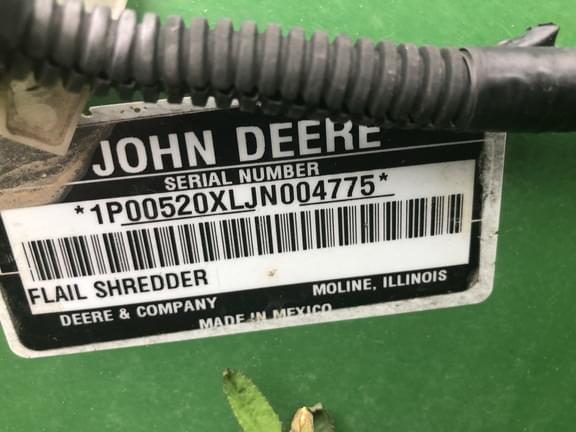 JOHN DEERE
SERIAL NUMBER
*1P00520XLJN004775*
FLAIL SHREDDER
DEERE & COMPANY MOLINE, ILLINOIS
MADE IN MEXICO